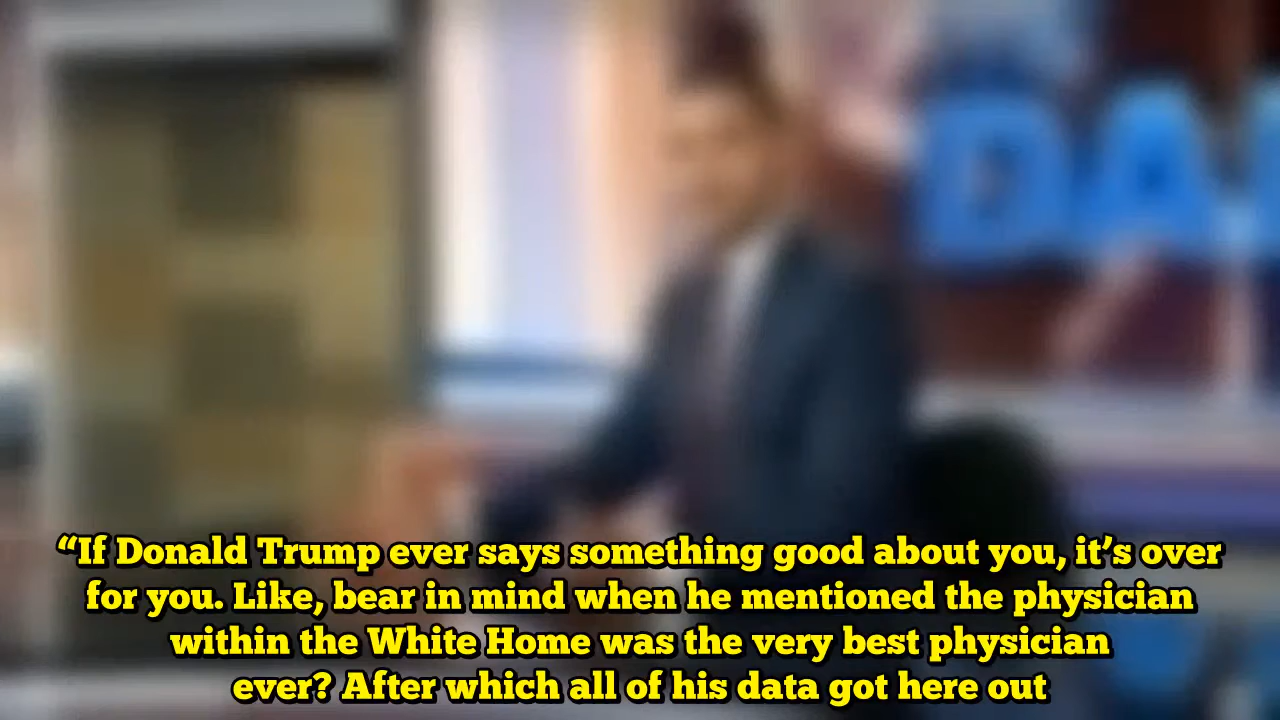 DA
“If Donald Trump ever says something good about you, it’s over
for you. Like, bear in mind when he mentioned the physician
within the White Home was the very best physician
ever? After which all of his data got here out